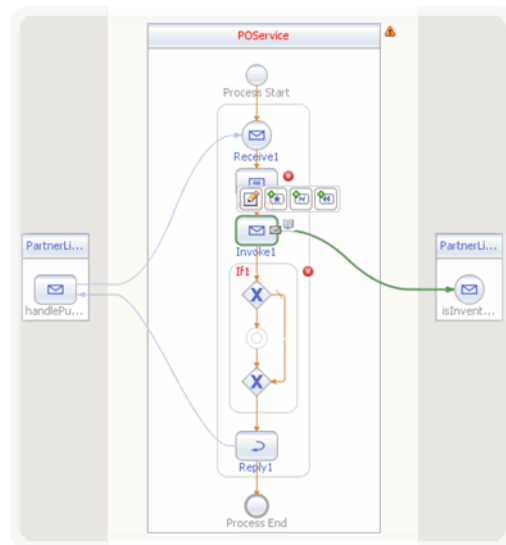 POService
Process Start
Receive1
Invoke1
If1
PartnerLi...
handlePu...
PartnerLi...
isInvent...
Reply1
Process End